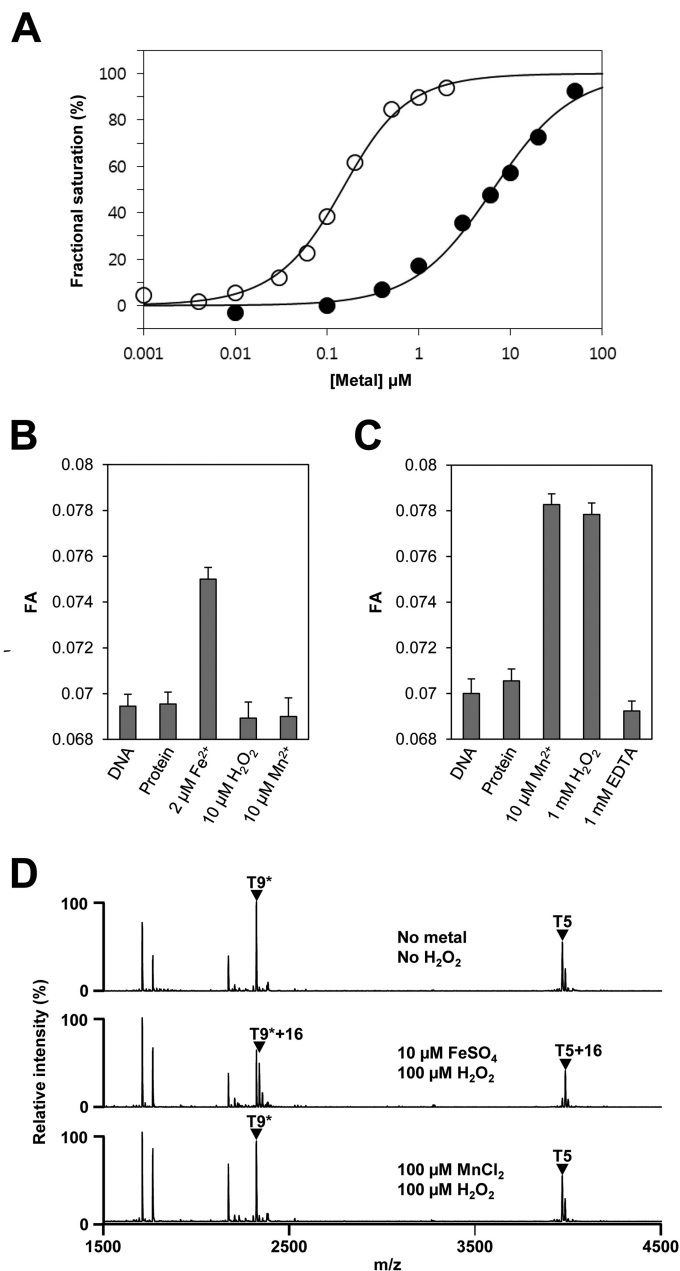 A
Fractional saturation (%)
100
80
60
40
20
0
0.001 0.01 0.1 1 10 100
[Metal] µM
B
FA
0.08
0.078
0.076
0.074
0.072
0.07
0.068
DNA
Protein
2 µM Fe²⁺
10 µM H₂O₂
10 µM Mn²⁺
C
FA
0.08
0.078
0.076
0.074
0.072
0.07
0.068
DNA
Protein
10 µM Mn²⁺
1 mM H₂O₂
1 mM EDTA
D
Relative intensity (%)
100
0
T9*
No metal
No H₂O₂
T5
100
0
T9*+16
10 µM FeSO₄
100 µM H₂O₂
T5+16
100
0
T9*
100 µM MnCl₂
100 µM H₂O₂
T5
1500 2500 3500 4500
m/z